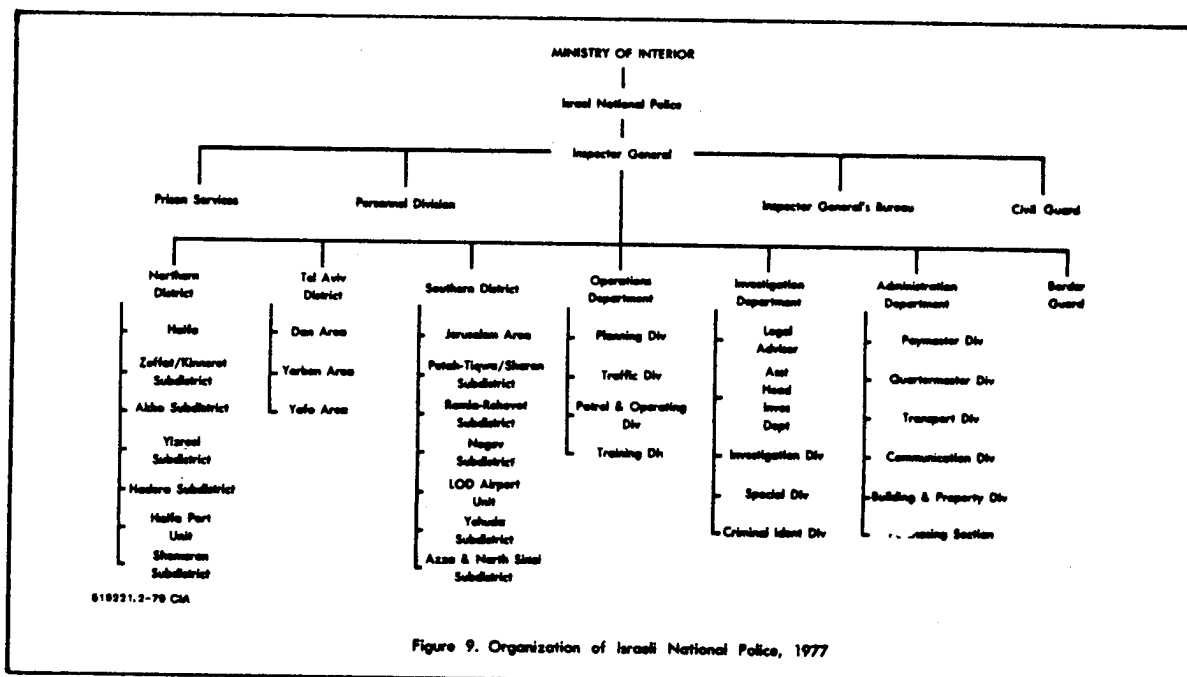 MINISTRY OF INTERIOR
Israel National Police
Inspector General
Prison Services
Personnel Division
Inspector General's Bureau
Civil Guard
Northern
District
Haifa
Zeffat/Kinneret
Subdistrict
Akko Subdistrict
Yizreel
Subdistrict
Hadera Subdistrict
Haifa Port
Unit
Shomaron
Subdistrict
Tel Aviv
District
Dan Area
Yarkon Area
Yafo Area
Southern District
Jerusalem Area
Petah-Tiqwa/Sharon
Subdistrict
Ramla-Rehovot
Subdistrict
Negev
Subdistrict
LOD Airport
Unit
Yehuda
Subdistrict
Azza & North Sinai
Subdistrict
Operations
Department
Planning Div
Traffic Div
Patrol & Operating
Div
Training Div
Investigation
Department
Legal
Advisor
Asst
Head
Inves
Dept
Investigation Div
Special Div
Criminal Ident Div
Administration
Department
Paymaster Div
Quartermaster Div
Transport Div
Communication Div
Building & Property Div
Section
Border
Guard
619221.2-79 CIA
Figure 9. Organization of Israeli National Police, 1977